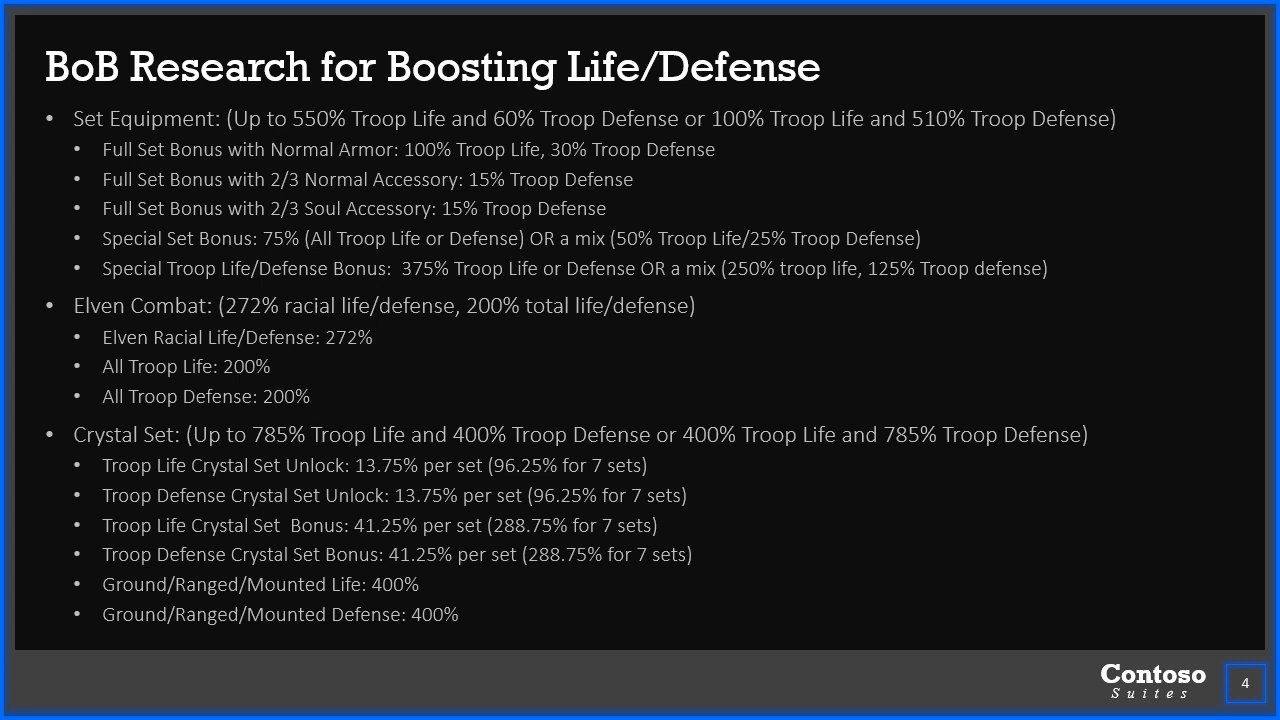 BoB Research for Boosting Life/Defense
• Set Equipment: (Up to 550% Troop Life and 60% Troop Defense or 100% Troop Life and 510% Troop Defense)
• Full Set Bonus with Normal Armor: 100% Troop Life, 30% Troop Defense
• Full Set Bonus with 2/3 Normal Accessory: 15% Troop Defense
• Full Set Bonus with 2/3 Soul Accessory: 15% Troop Defense
• Special Set Bonus: 75% (All Troop Life or Defense) OR a mix (50% Troop Life/25% Troop Defense)
• Special Troop Life/Defense Bonus:  375% Troop Life or Defense OR a mix (250% troop life, 125% Troop defense)
• Elven Combat: (272% racial life/defense, 200% total life/defense)
• Elven Racial Life/Defense: 272%
• All Troop Life: 200%
• All Troop Defense: 200%
• Crystal Set: (Up to 785% Troop Life and 400% Troop Defense or 400% Troop Life and 785% Troop Defense)
• Troop Life Crystal Set Unlock: 13.75% per set (96.25% for 7 sets)
• Troop Defense Crystal Set Unlock: 13.75% per set (96.25% for 7 sets)
• Troop Life Crystal Set  Bonus: 41.25% per set (288.75% for 7 sets)
• Troop Defense Crystal Set Bonus: 41.25% per set (288.75% for 7 sets)
• Ground/Ranged/Mounted Life: 400%
• Ground/Ranged/Mounted Defense: 400%
Contoso
Suites
4